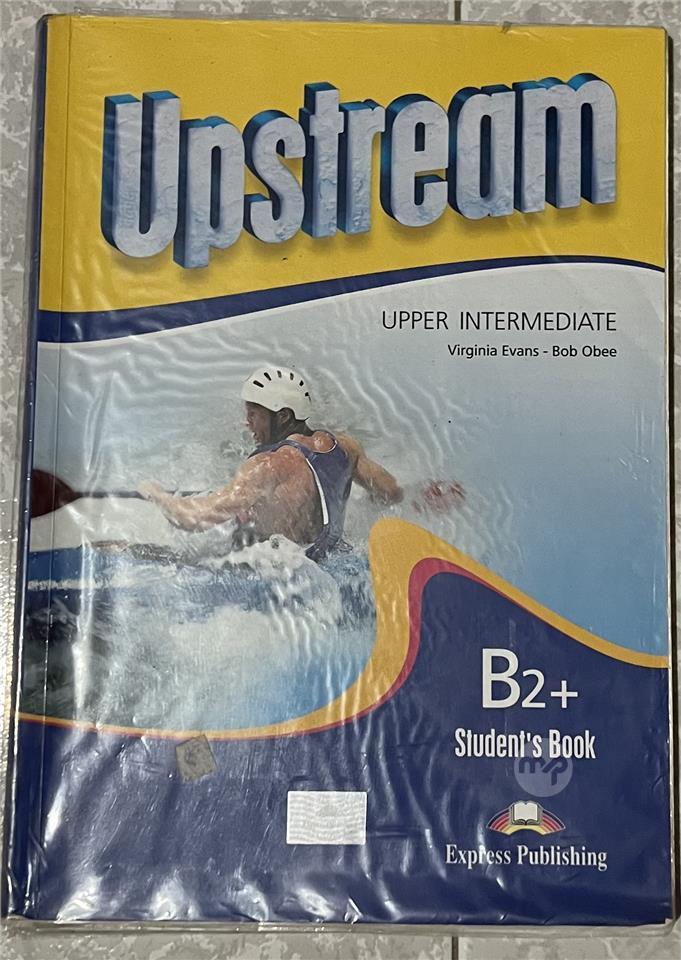 Upstream
UPPER INTERMEDIATE
Virginia Evans - Bob Obee
B2+
Student's Book
Express Publishing